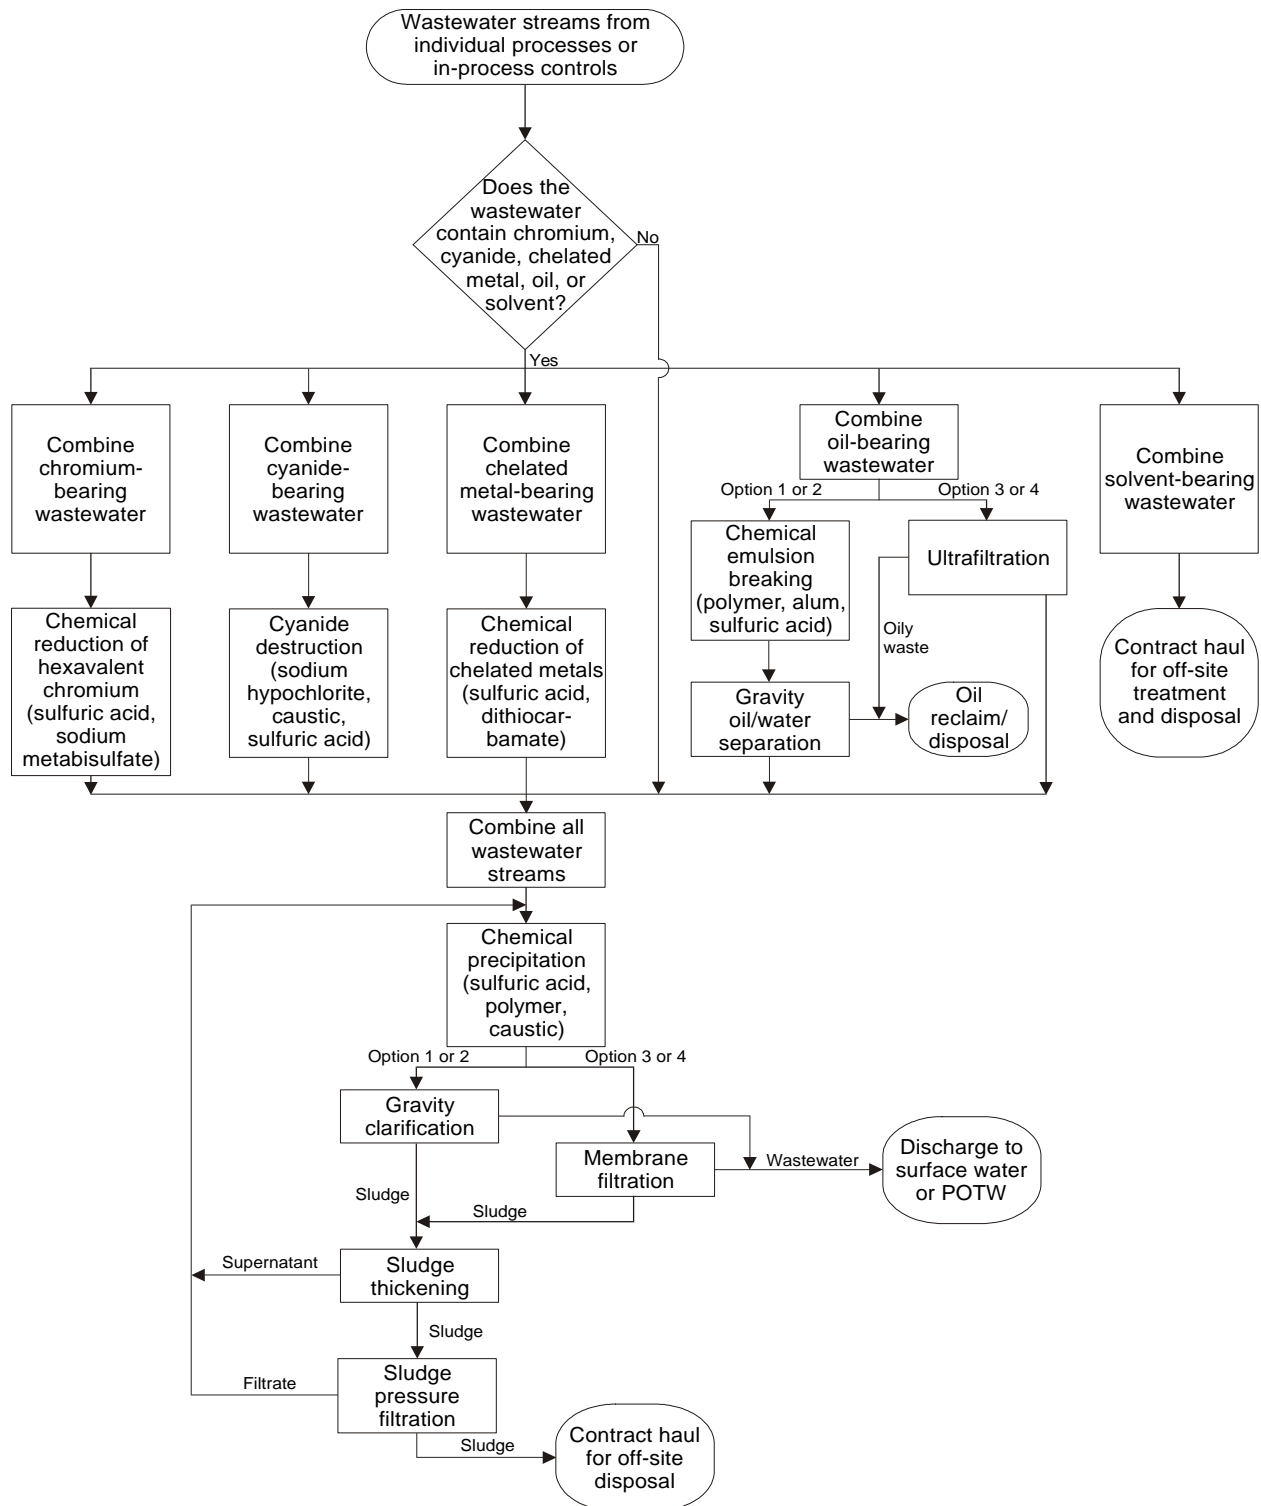 Wastewater streams from
individual processes or
in-process controls
Does the
wastewater
contain chromium,
cyanide, chelated
metal, oil, or
solvent?
No
Yes
Combine
chromium-
bearing
wastewater
Combine
cyanide-
bearing
wastewater
Combine
chelated
metal-bearing
wastewater
Combine
oil-bearing
wastewater
Combine
solvent-bearing
wastewater
Option 1 or 2
Option 3 or 4
Chemical
emulsion
breaking
(polymer, alum,
sulfuric acid)
Ultrafiltration
Chemical
reduction of
hexavalent
chromium
(sulfuric acid,
sodium
metabisulfate)
Cyanide
destruction
(sodium
hypochlorite,
caustic,
sulfuric acid)
Chemical
reduction of
chelated metals
(sulfuric acid,
dithiocar-
bamate)
Oily
waste
Contract haul
for off-site
treatment
and disposal
Gravity
oil/water
separation
Oil
reclaim/
disposal
Combine all
wastewater
streams
Chemical
precipitation
(sulfuric acid,
polymer,
caustic)
Option 1 or 2
Option 3 or 4
Gravity
clarification
Membrane
filtration
Wastewater
Discharge to
surface water
or POTW
Sludge
Sludge
Supernatant
Sludge
thickening
Sludge
Filtrate
Sludge
pressure
filtration
Sludge
Contract haul
for off-site
disposal